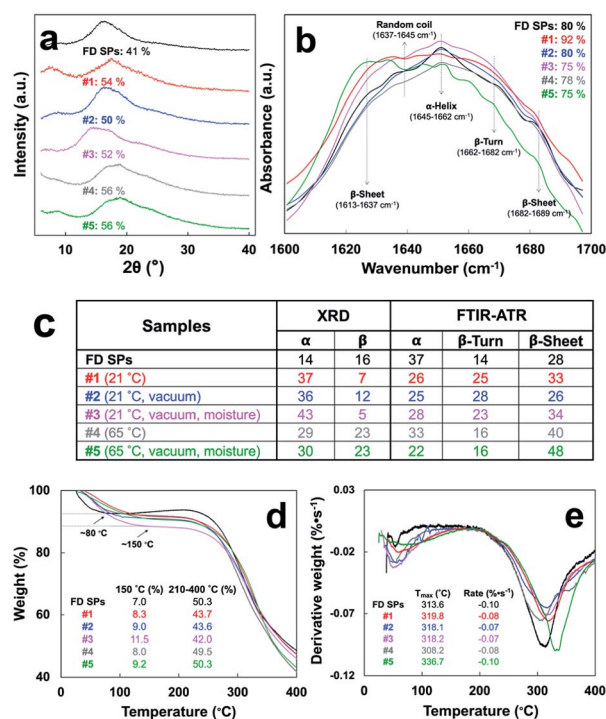 a
Intensity (a.u.)
FD SPs: 41 %
#1: 54 %
#2: 50 %
#3: 52 %
#4: 56 %
#5: 56 %
10 20 30 40
2θ (°)
b
Absorbance (a.u.)
Random coil
(1637-1645 cm⁻¹)
FD SPs: 80 %
#1: 92 %
#2: 80 %
#3: 75 %
#4: 78 %
#5: 75 %
α-Helix
(1645-1662 cm⁻¹)
β-Turn
(1662-1682 cm⁻¹)
β-Sheet
(1613-1637 cm⁻¹)
β-Sheet
(1682-1689 cm⁻¹)
1600 1620 1640 1660 1680 1700
Wavenumber (cm⁻¹)
c
Samples XRD FTIR-ATR
α β α β-Turn β-Sheet
FD SPs 14 16 37 14 28
#1 (21 °C) 37 7 26 25 33
#2 (21 °C, vacuum) 36 12 25 28 26
#3 (21 °C, vacuum, moisture) 43 5 28 23 34
#4 (65 °C) 29 23 33 16 40
#5 (65 °C, vacuum, moisture) 30 23 22 16 48
d
Weight (%)
100
80
60
40
~80 °C
~150 °C
150 (°C) 210-400 °C (%)
FD SPs 7.0 50.3
#1 8.3 43.7
#2 9.0 43.6
#3 11.5 42.0
#4 8.0 49.5
#5 9.2 50.3
0 100 200 300 400
Temperature (°C)
e
Derivative weight (%•s⁻¹)
0.03
-0.02
-0.07
-0.12
Tmax (°C) Rate (%•s⁻¹)
FD SPs 313.6 -0.10
#1 319.8 -0.08
#2 318.1 -0.07
#3 318.2 -0.07
#4 308.2 -0.08
#5 336.7 -0.10
0 100 200 300 400
Temperature (°C)